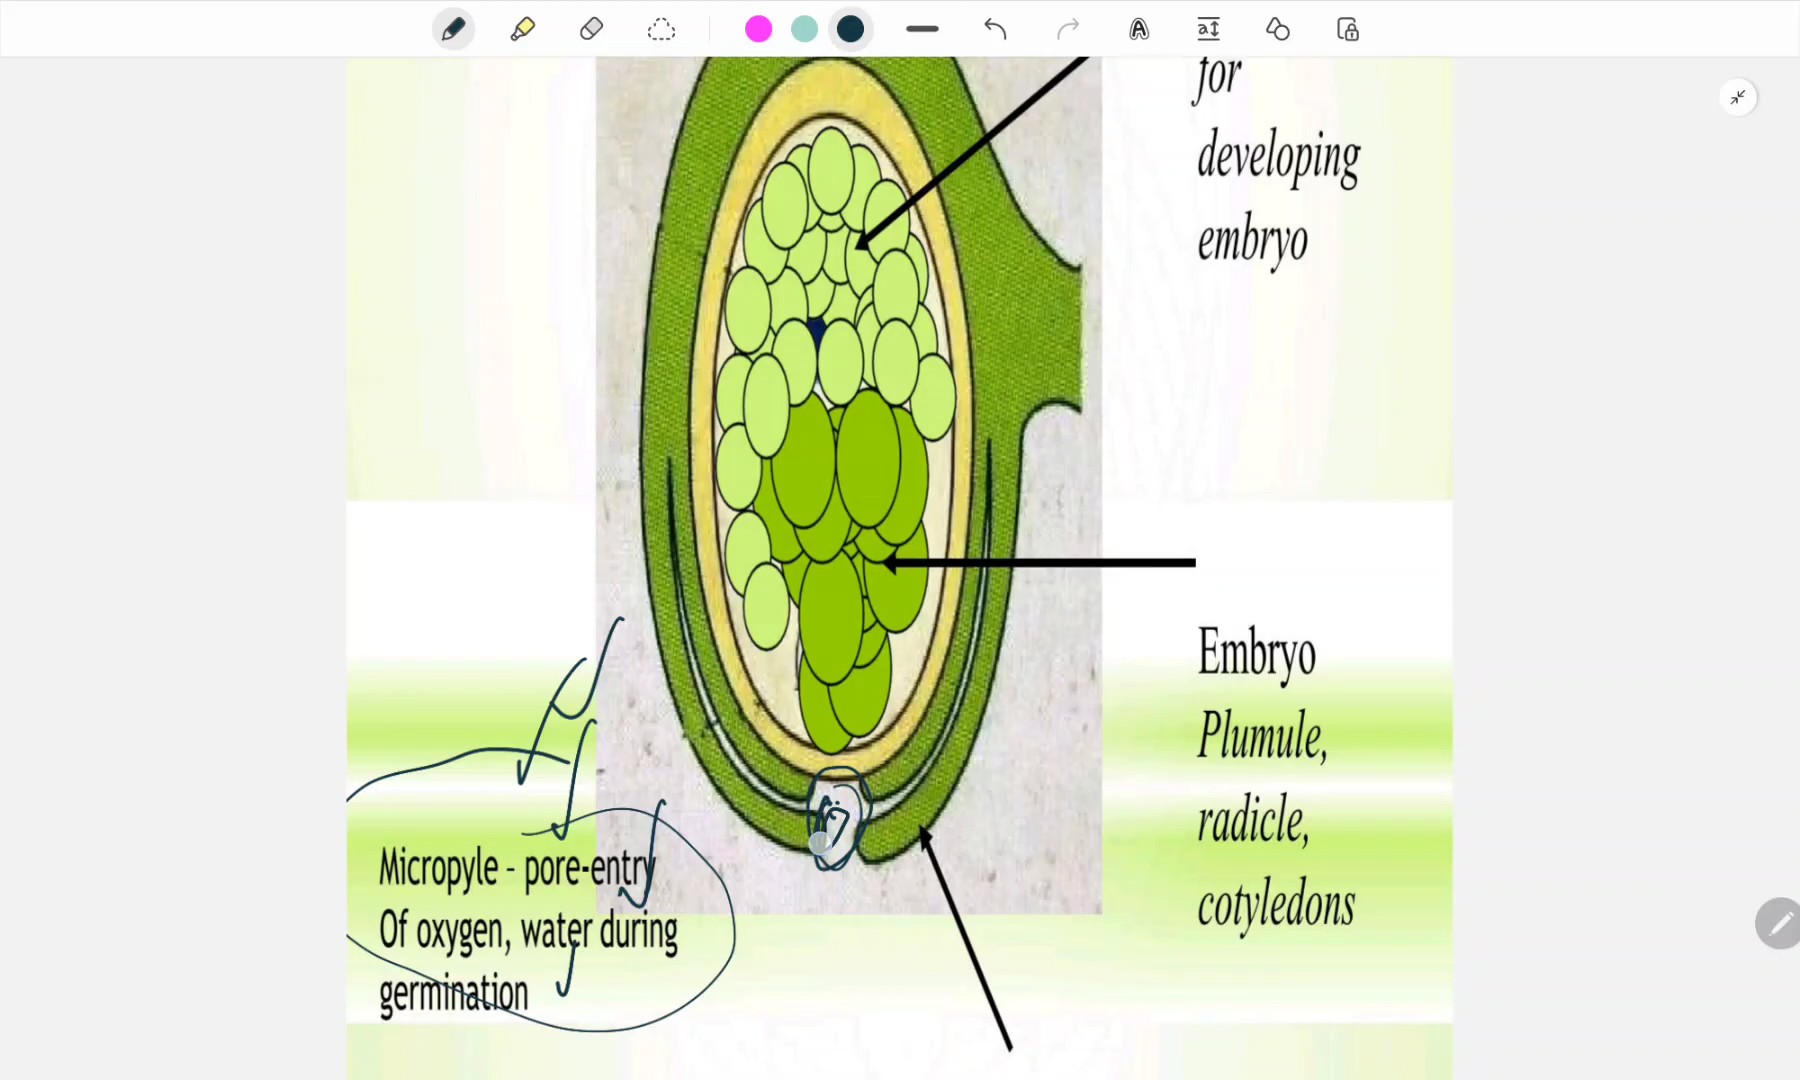 for
developing
embryo
Embryo
Plumule,
radicle,
cotyledons
Micropyle - pore-entry
Of oxygen, water during
germination